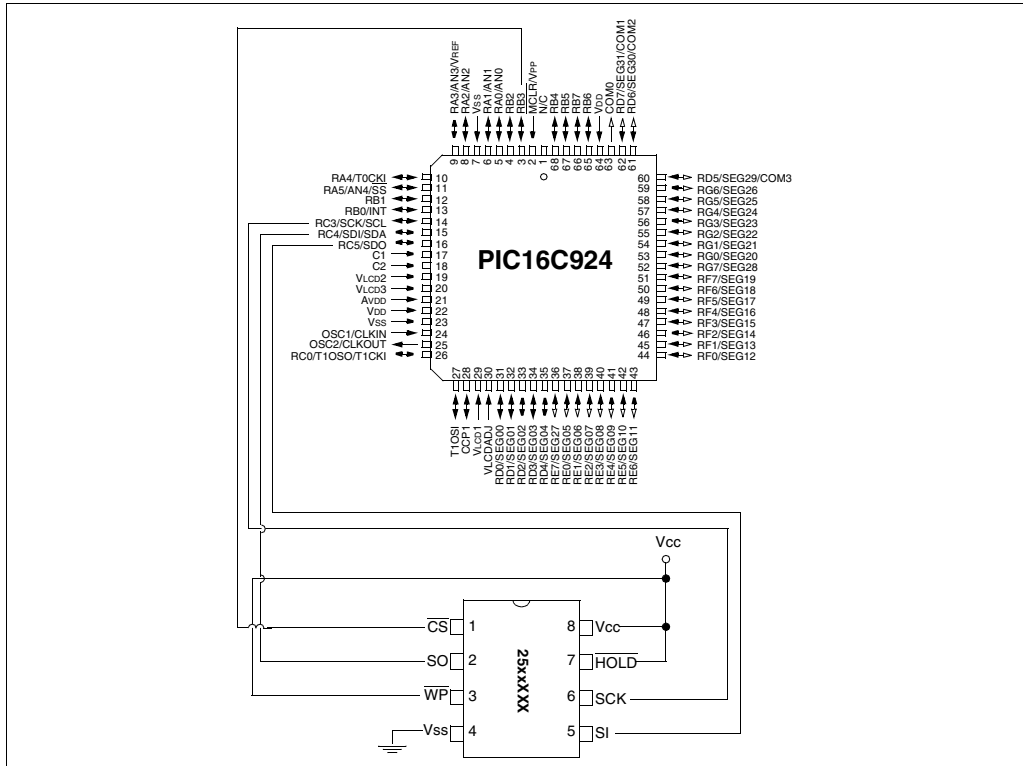 RA3/AN3/VREF
RA2/AN2
VSS
RA1/AN1
RA0/AN0
RB2
RB3
MCLR/VPP
N/C
RB4
RB5
RB7
RB6
VDD
COM0
RD7/SEG31/COM1
RD6/SEG30/COM2
9 8 7 6 5 4 3 2 1 68 67 66 65 64 63 62 61
RA4/T0CKI 10
RA5/AN4/SS 11
RB1 12
RB0/INT 13
RC3/SCK/SCL 14
RC4/SDI/SDA 15
RC5/SDO 16
C1 17
C2 18
VLCD2 19
VLCD3 20
AVDD 21
VDD 22
VSS 23
OSC1/CLKIN 24
OSC2/CLKOUT 25
RC0/T1OSO/T1CKI 26
PIC16C924
60 RD5/SEG29/COM3
59 RG6/SEG26
58 RG5/SEG25
57 RG4/SEG24
56 RG3/SEG23
55 RG2/SEG22
54 RG1/SEG21
53 RG0/SEG20
52 RG7/SEG28
51 RF7/SEG19
50 RF6/SEG18
49 RF5/SEG17
48 RF4/SEG16
47 RF3/SEG15
46 RF2/SEG14
45 RF1/SEG13
44 RF0/SEG12
27 28 29 30 31 32 33 34 35 36 37 38 39 40 41 42 43
T1OSI
CCP1
VLCD1
VLCDADJ
RD0/SEG00
RD1/SEG01
RD2/SEG02
RD3/SEG03
RD4/SEG04
RE7/SEG27
RE0/SEG05
RE1/SEG06
RE2/SEG07
RE3/SEG08
RE4/SEG09
RE5/SEG10
RE6/SEG11
Vcc
CS 1
SO 2
WP 3
Vss 4
25xxXXX
8 Vcc
7 HOLD
6 SCK
5 SI